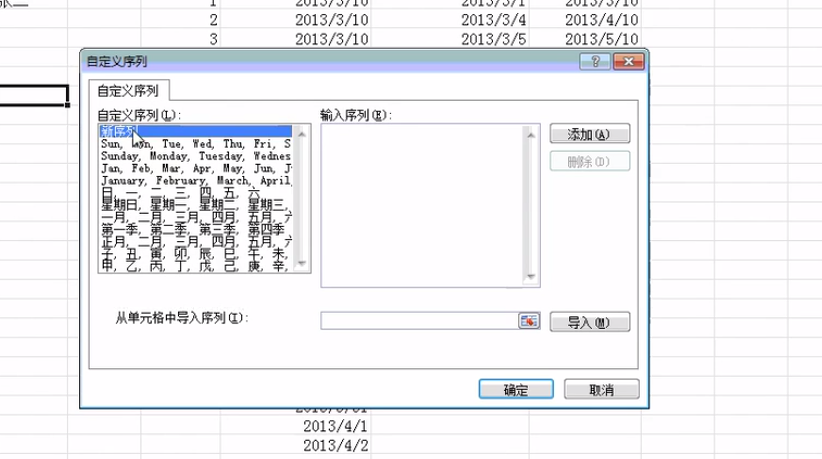 1 2013/3/10 2013/3/1 2013/3/10
2 2013/3/10 2013/3/4 2013/4/10
3 2013/3/10 2013/3/5 2013/5/10
自定义序列
自定义序列
自定义序列(L):
输入序列(E):
新序列
Sun, Mon, Tue, Wed, Thu, Fri, S
Sunday, Monday, Tuesday, Wednes
Jan, Feb, Mar, Apr, May, Jun, J
January, February, March, April,
日, 一, 二, 三, 四, 五, 六
星期日, 星期一, 星期二, 星期三,
一月, 二月, 三月, 四月, 五月, 六
第一季, 第二季, 第三季, 第四季
正月, 二月, 三月, 四月, 五月, 六
子, 丑, 寅, 卯, 辰, 巳, 午, 未,
甲, 乙, 丙, 丁, 戊, 己, 庚, 辛,
添加(A)
删除(D)
从单元格中导入序列(I):
导入(M)
确定
取消
2013/3/31
2013/4/1
2013/4/2